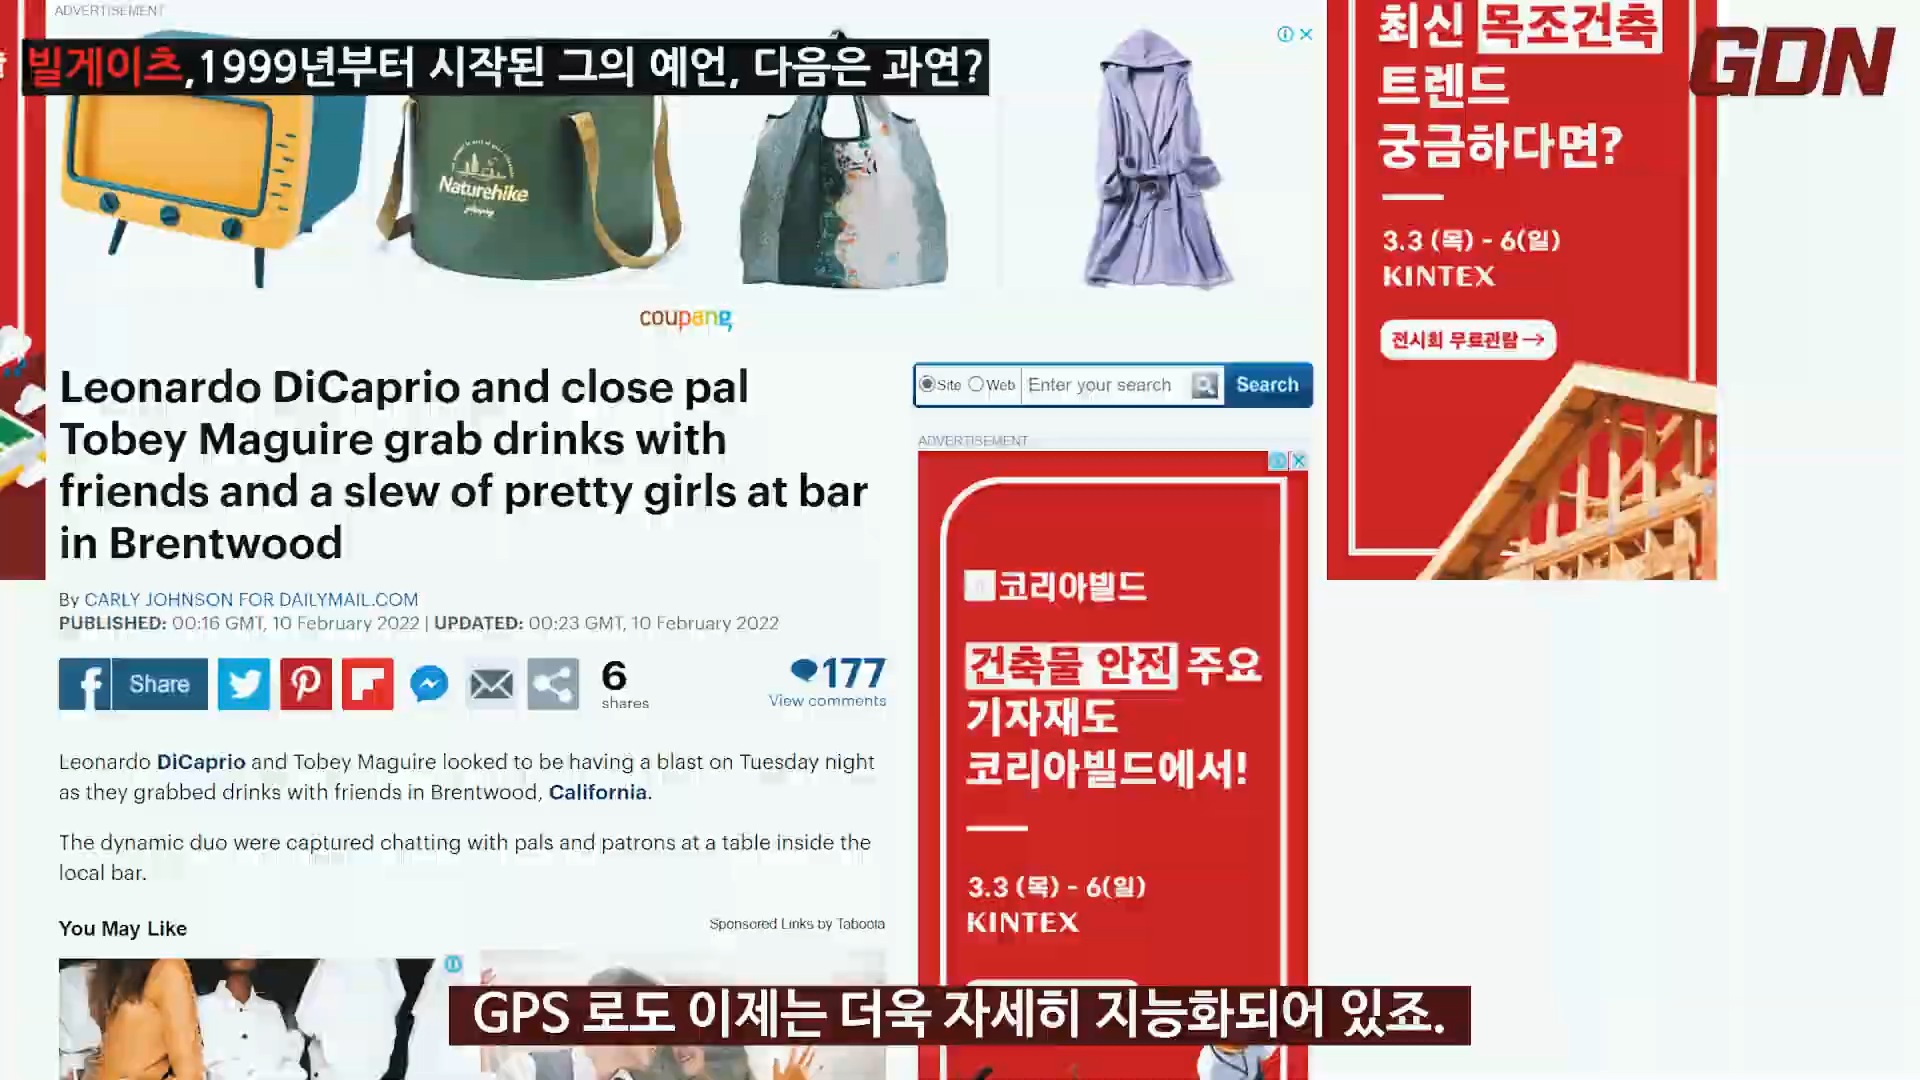 ADVERTISEMENT
빌게이츠,1999년부터 시작된 그의 예언, 다음은 과연?
GDN
Naturehike
coupang
최신 목조건축
트렌드
궁금하다면?
3.3 (목) - 6(일)
KINTEX
전시회 무료관람→
Leonardo DiCaprio and close pal
Tobey Maguire grab drinks with
friends and a slew of pretty girls at bar
in Brentwood
By CARLY JOHNSON FOR DAILYMAIL.COM
PUBLISHED: 00:16 GMT, 10 February 2022 | UPDATED: 00:23 GMT, 10 February 2022
Share
6
shares
177
View comments
Leonardo DiCaprio and Tobey Maguire looked to be having a blast on Tuesday night
as they grabbed drinks with friends in Brentwood, California.
The dynamic duo were captured chatting with pals and patrons at a table inside the
local bar.
You May Like
Sponsored Links by Taboola
Site Web Enter your search Search
ADVERTISEMENT
코리아빌드
건축물 안전 주요
기자재도
코리아빌드에서!
3.3 (목) - 6(일)
KINTEX
GPS 로도 이제는 더욱 자세히 지능화되어 있죠.